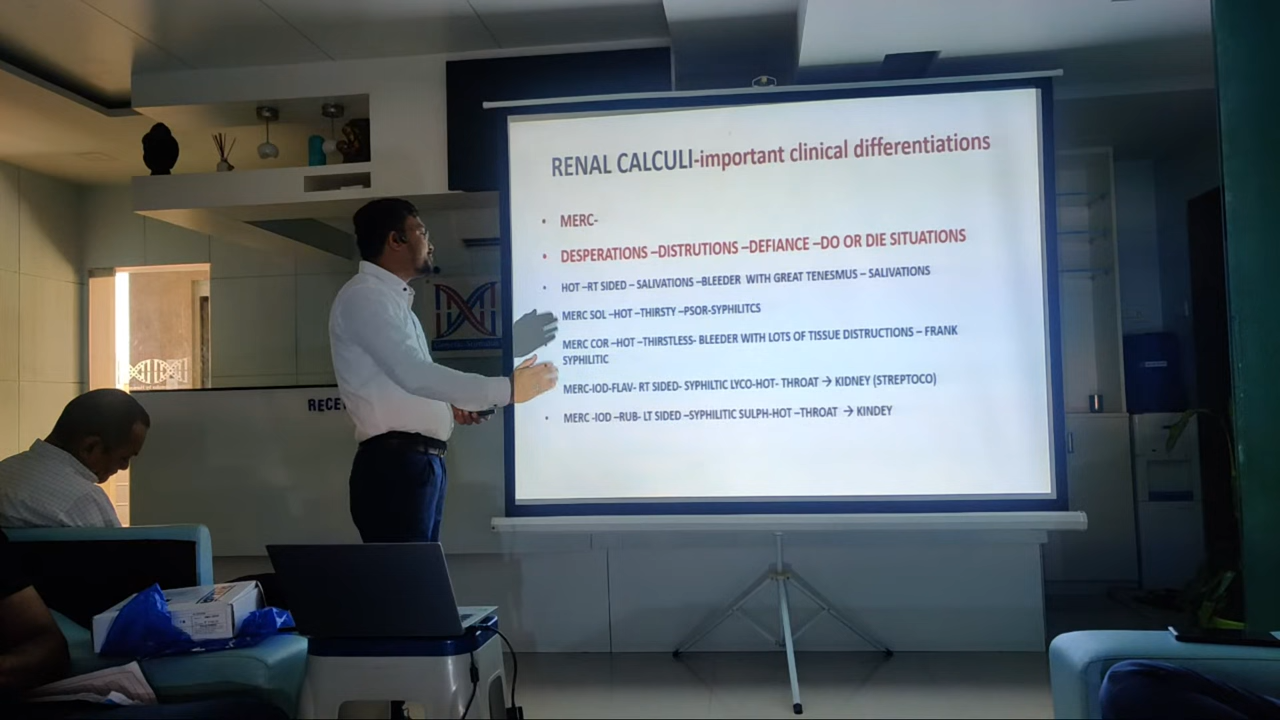 RENAL CALCULI-important clinical differentiations
• MERC-
• DESPERATIONS –DISTRUTIONS –DEFIANCE –DO OR DIE SITUATIONS
• HOT –RT SIDED – SALIVATIONS –BLEEDER WITH GREAT TENESMUS – SALIVATIONS
MERC SOL –HOT –THIRSTY –PSOR-SYPHILITCS
MERC COR –HOT –THIRSTLESS- BLEEDER WITH LOTS OF TISSUE DISTRUCTIONS – FRANK
SYPHILITIC
MERC-IOD-FLAV- RT SIDED- SYPHILTIC LYCO-HOT- THROAT → KIDNEY (STREPTOCO)
• MERC -IOD –RUB- LT SIDED –SYPHILITIC SULPH-HOT –THROAT → KINDEY
RECE